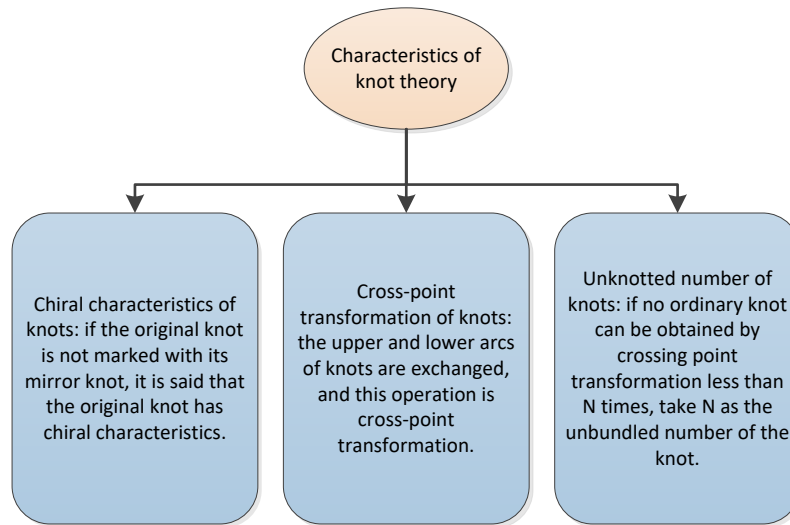 Characteristics of
knot theory
Chiral characteristics of
knots: if the original knot
is not marked with its
mirror knot, it is said that
the original knot has
chiral characteristics.
Cross-point
transformation of knots:
the upper and lower arcs
of knots are exchanged,
and this operation is
cross-point
transformation.
Unknotted number of
knots: if no ordinary knot
can be obtained by
crossing point
transformation less than
N times, take N as the
unbundled number of the
knot.